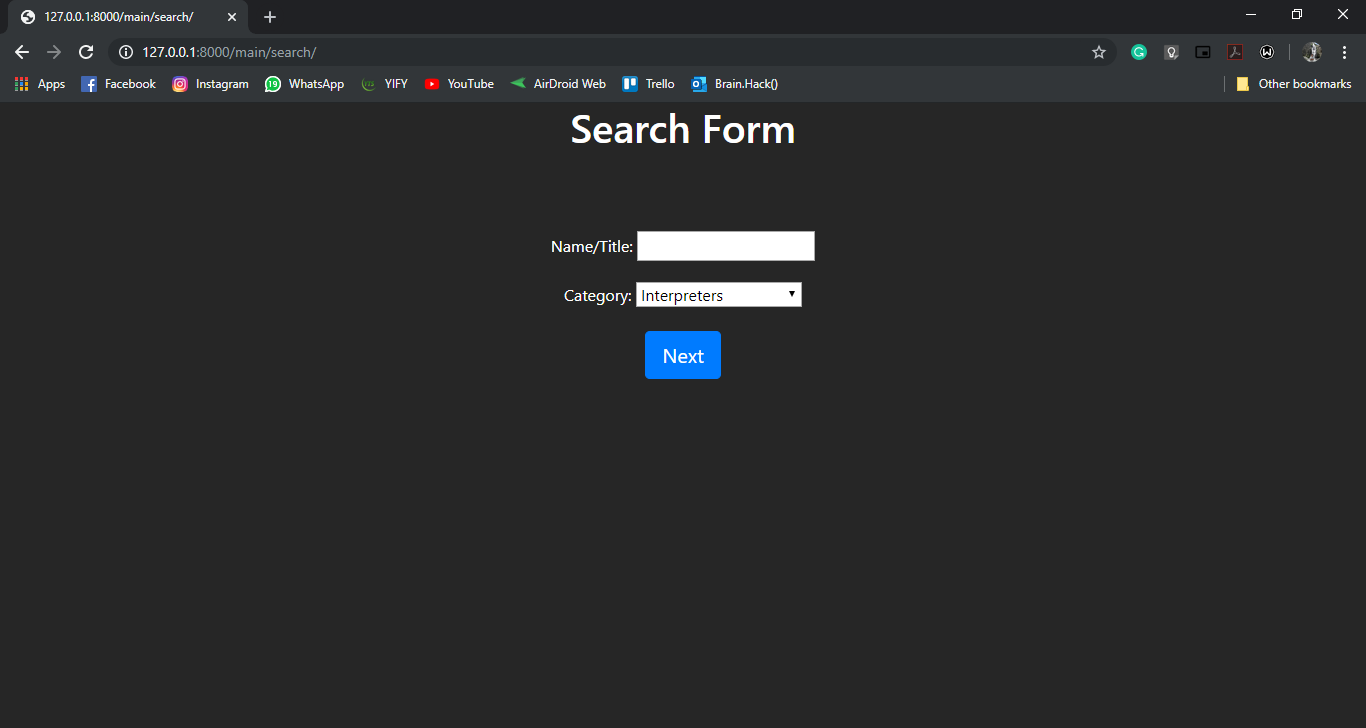 127.0.0.1:8000/main/search/
127.0.0.1:8000/main/search/
Apps Facebook Instagram 19 WhatsApp YIFY YouTube AirDroid Web Trello Brain.Hack() Other bookmarks
Search Form
Name/Title:
Category: Interpreters
Next